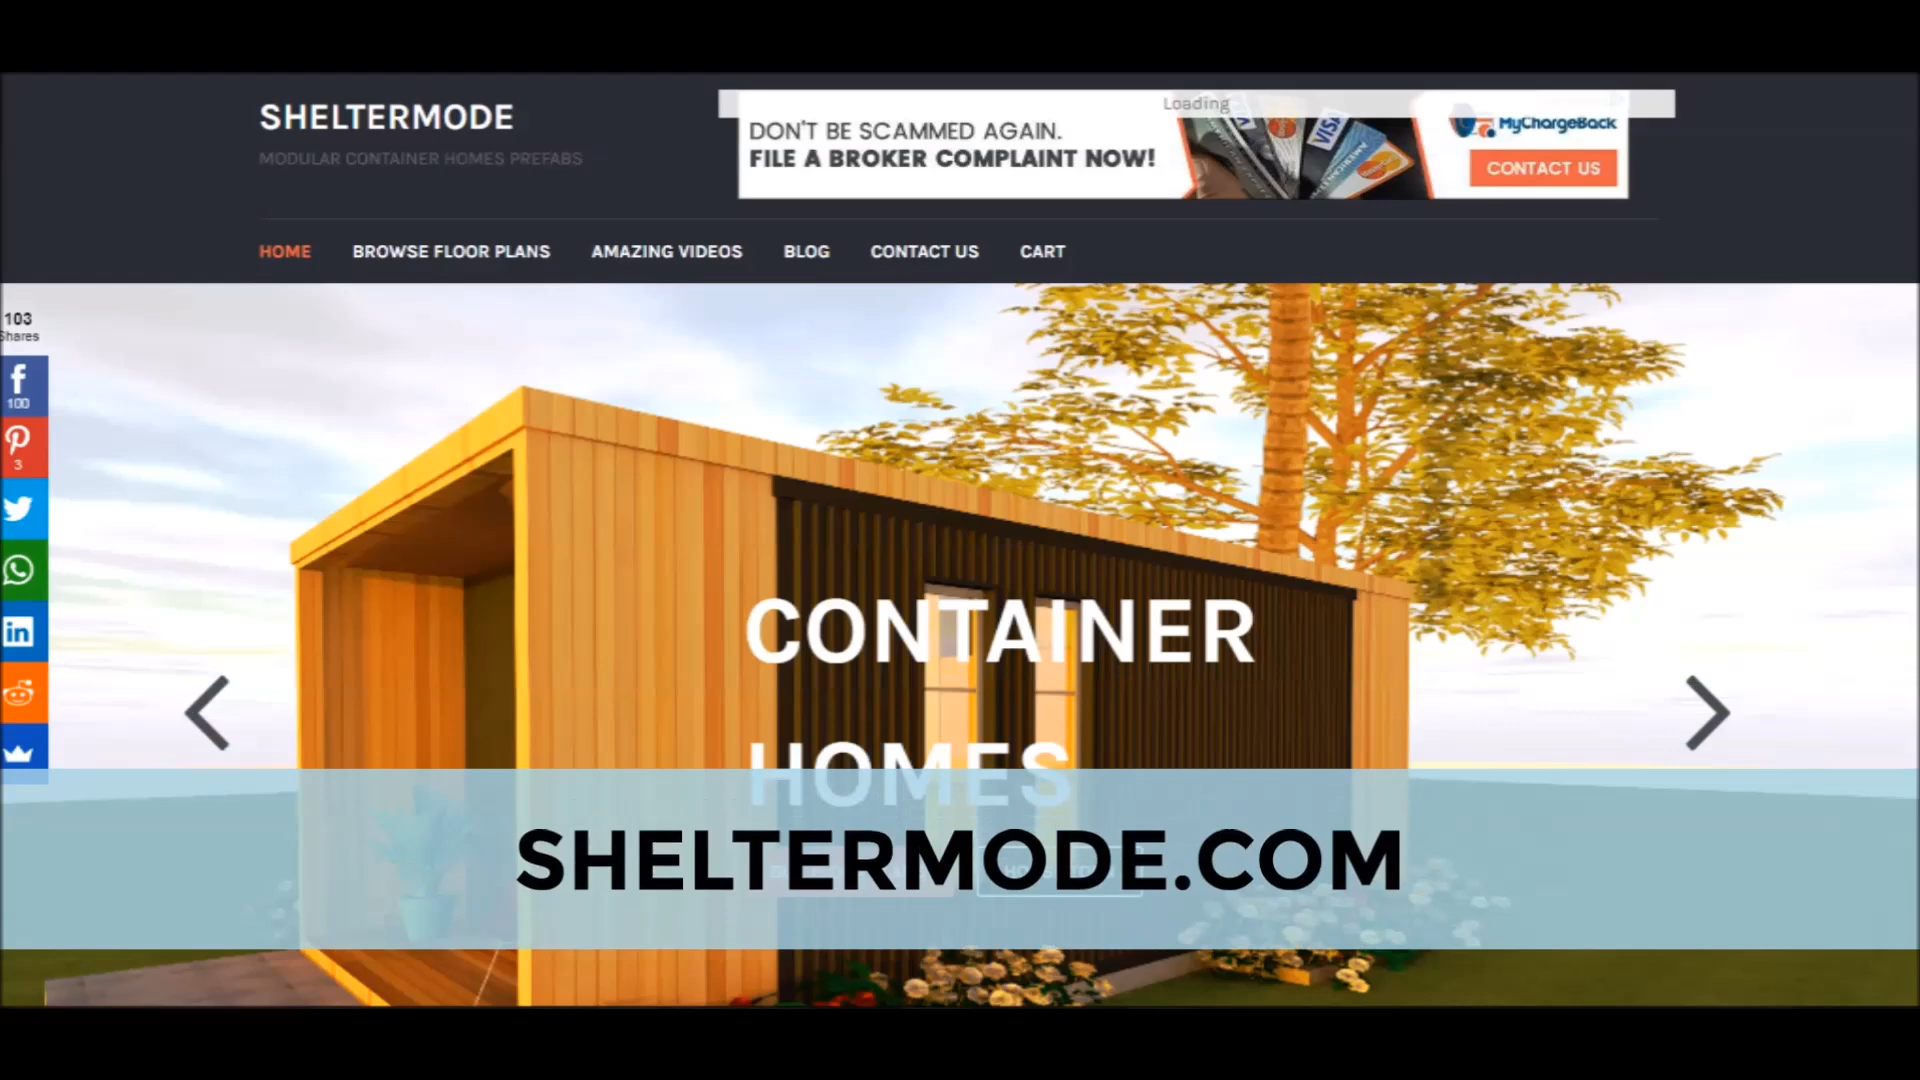 SHELTERMODE
MODULAR CONTAINER HOMES PREFABS
Loading
DON'T BE SCAMMED AGAIN.
FILE A BROKER COMPLAINT NOW!
VISA
MyChargeBack
CONTACT US
HOME BROWSE FLOOR PLANS AMAZING VIDEOS BLOG CONTACT US CART
103
Shares
100
3
CONTAINER
HOMES
SHELTERMODE.COM